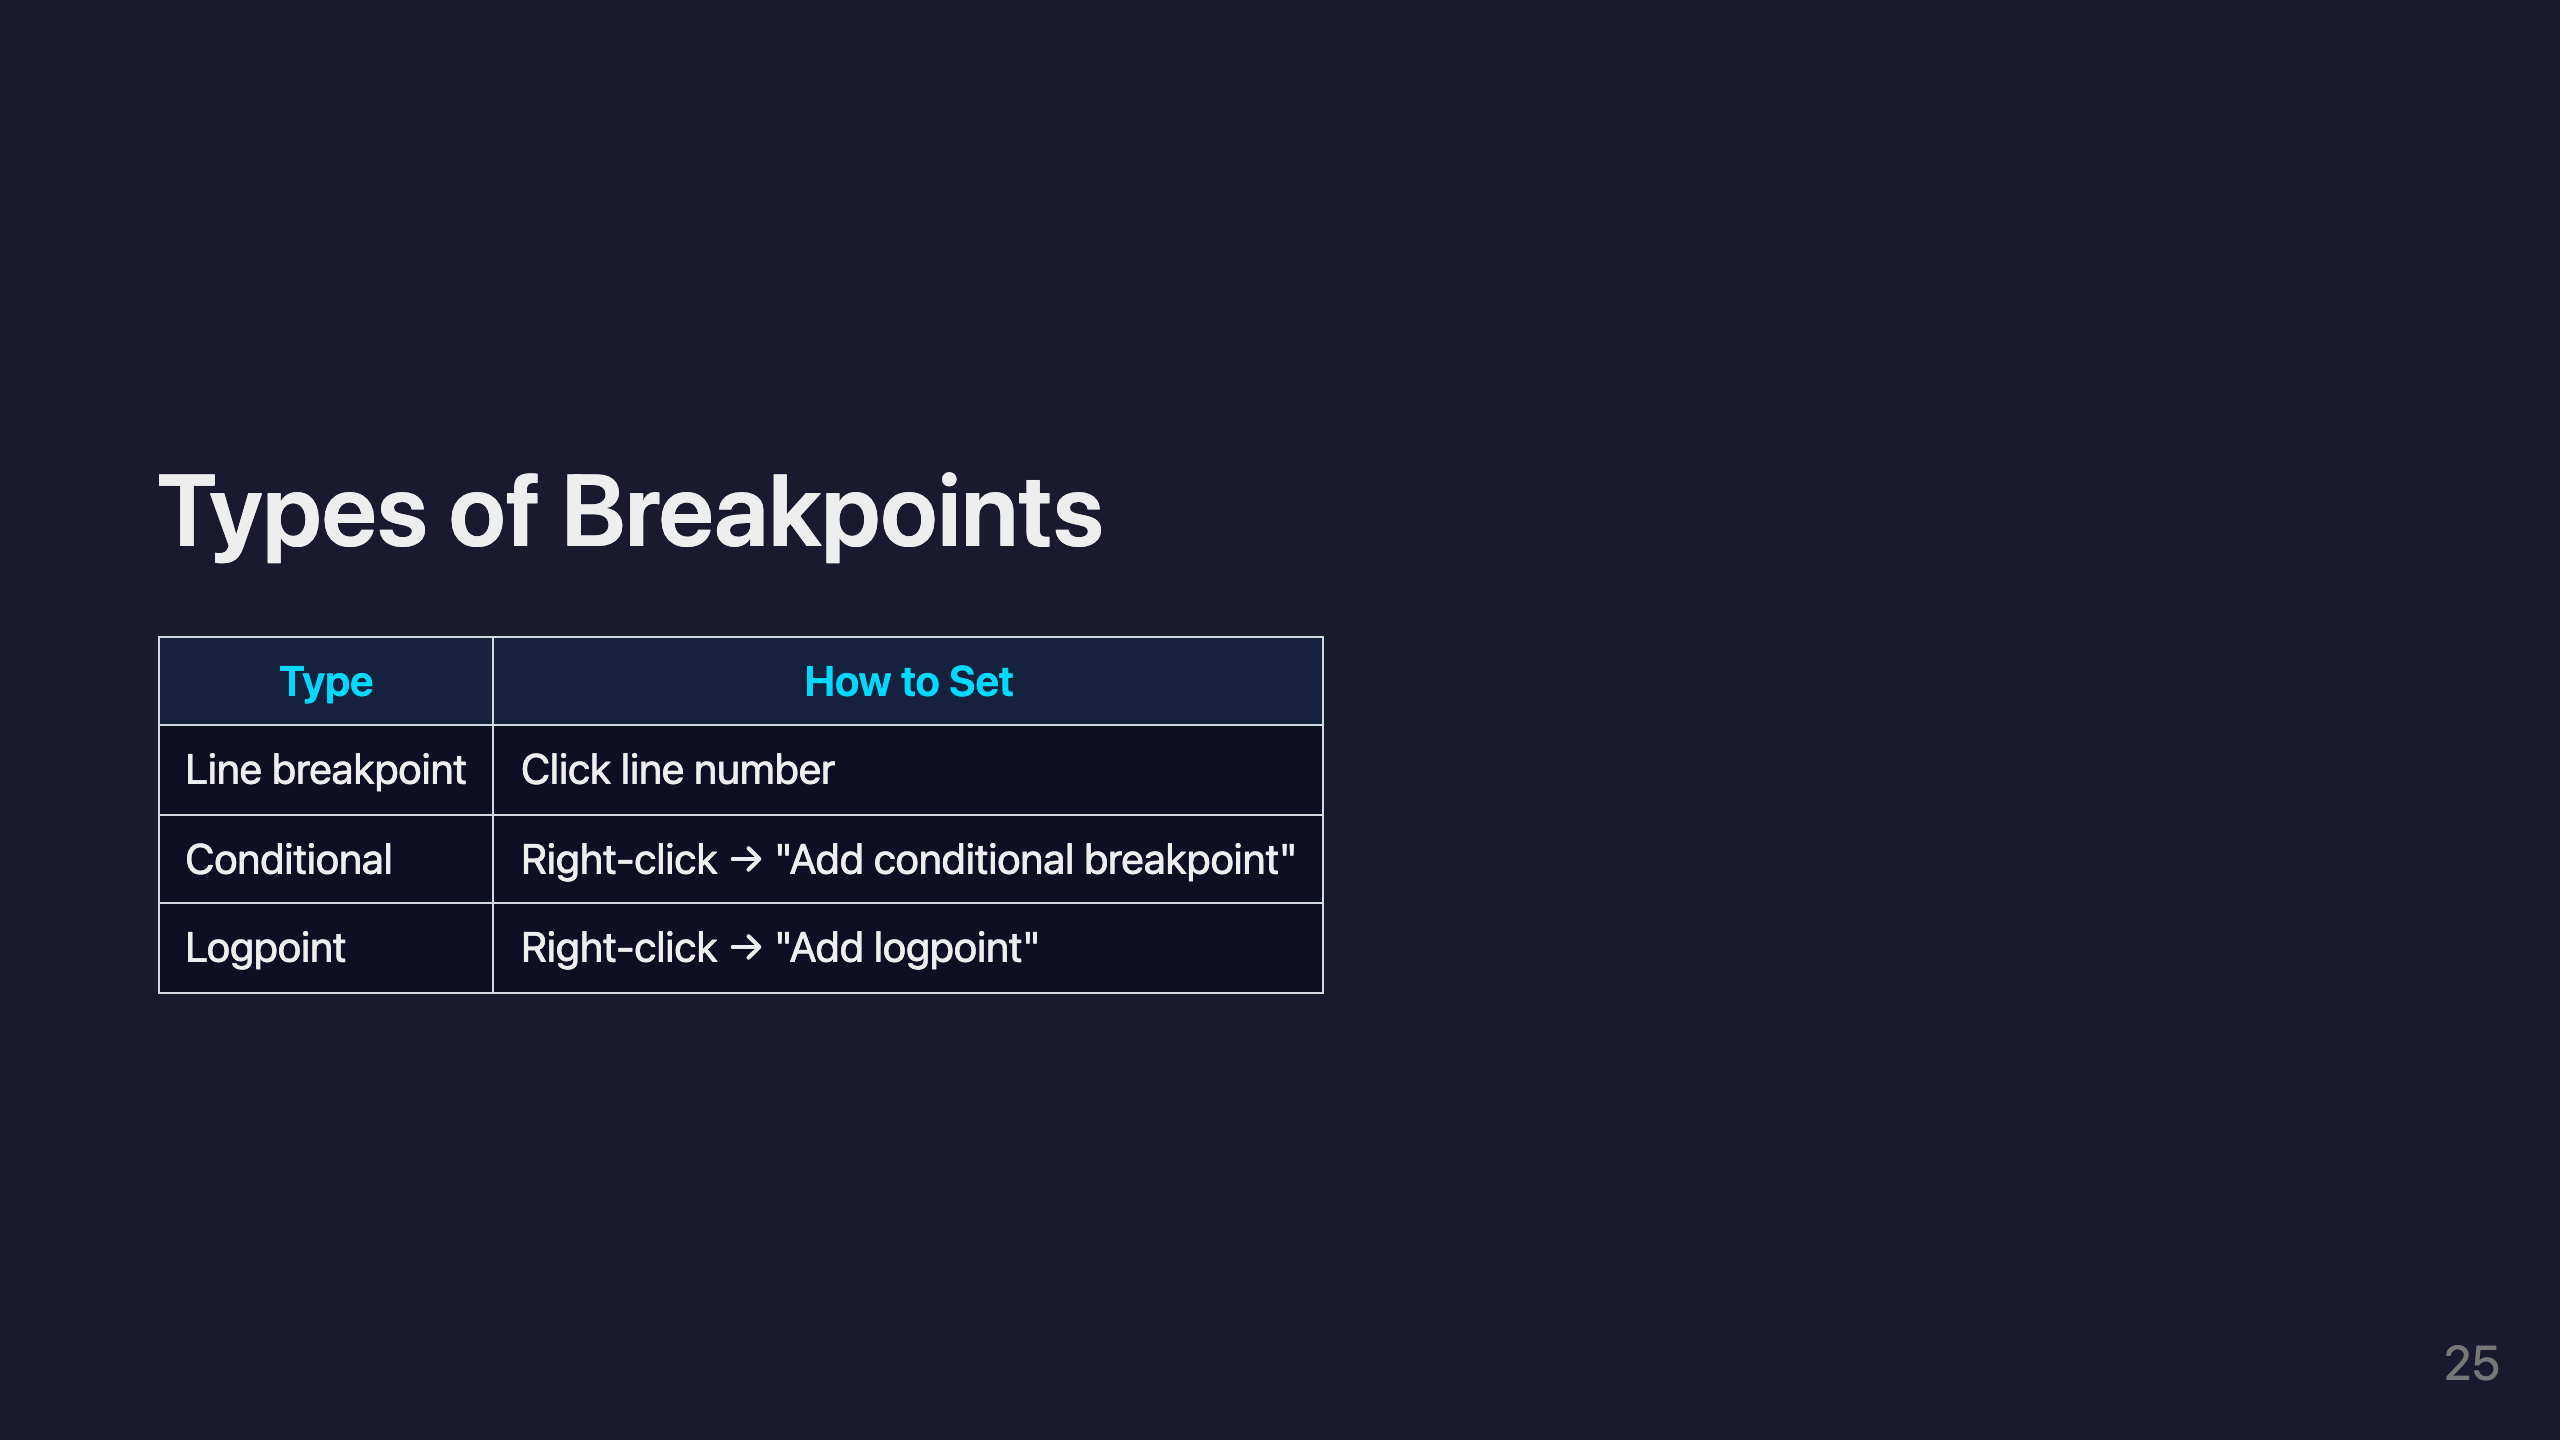 Types of Breakpoints
Type How to Set
Line breakpoint Click line number
Conditional Right-click → "Add conditional breakpoint"
Logpoint Right-click → "Add logpoint"
25